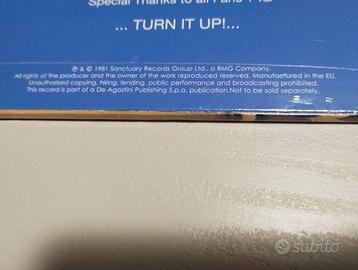 Special Thanks to all Fans
... TURN IT UP!...
℗ & © 1981 Sanctuary Records Group Ltd., a BMG Company.
All rights of the producer and the owner of the work reproduced reserved. Manufactured in the EU.
Unauthorised copying, hiring, lending, public performance and broadcasting prohibited.
This record is part of a De Agostini Publishing S.p.a. publication.Not to be sold separately.
subito